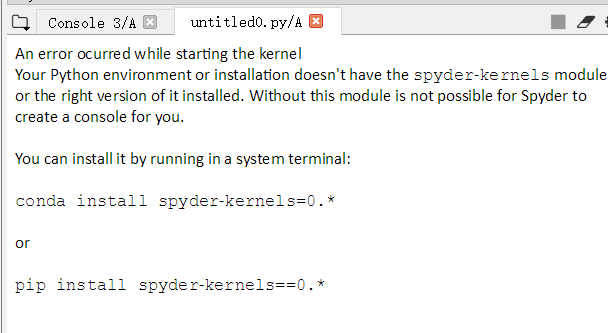 Console 3/A
untitled0.py/A
An error ocurred while starting the kernel
Your Python environment or installation doesn't have the spyder-kernels module
or the right version of it installed. Without this module is not possible for Spyder to
create a console for you.
You can install it by running in a system terminal:
conda install spyder-kernels=0.*
or
pip install spyder-kernels==0.*